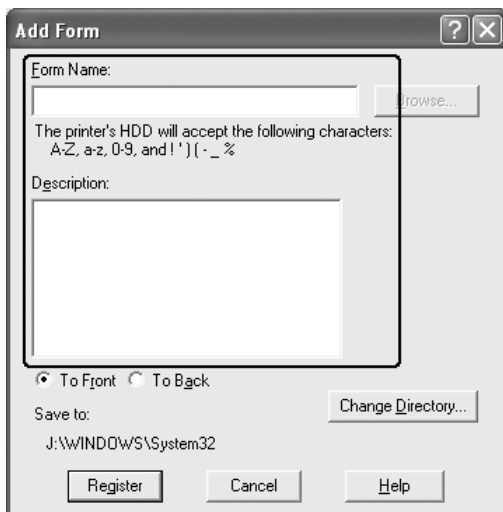 Add Form
Form Name:
Browse...
The printer's HDD will accept the following characters:
A-Z, a-z, 0-9, and ! ' ) ( - _ %
Description:
To Front To Back
Change Directory...
Save to:
J:\WINDOWS\System32
Register Cancel Help